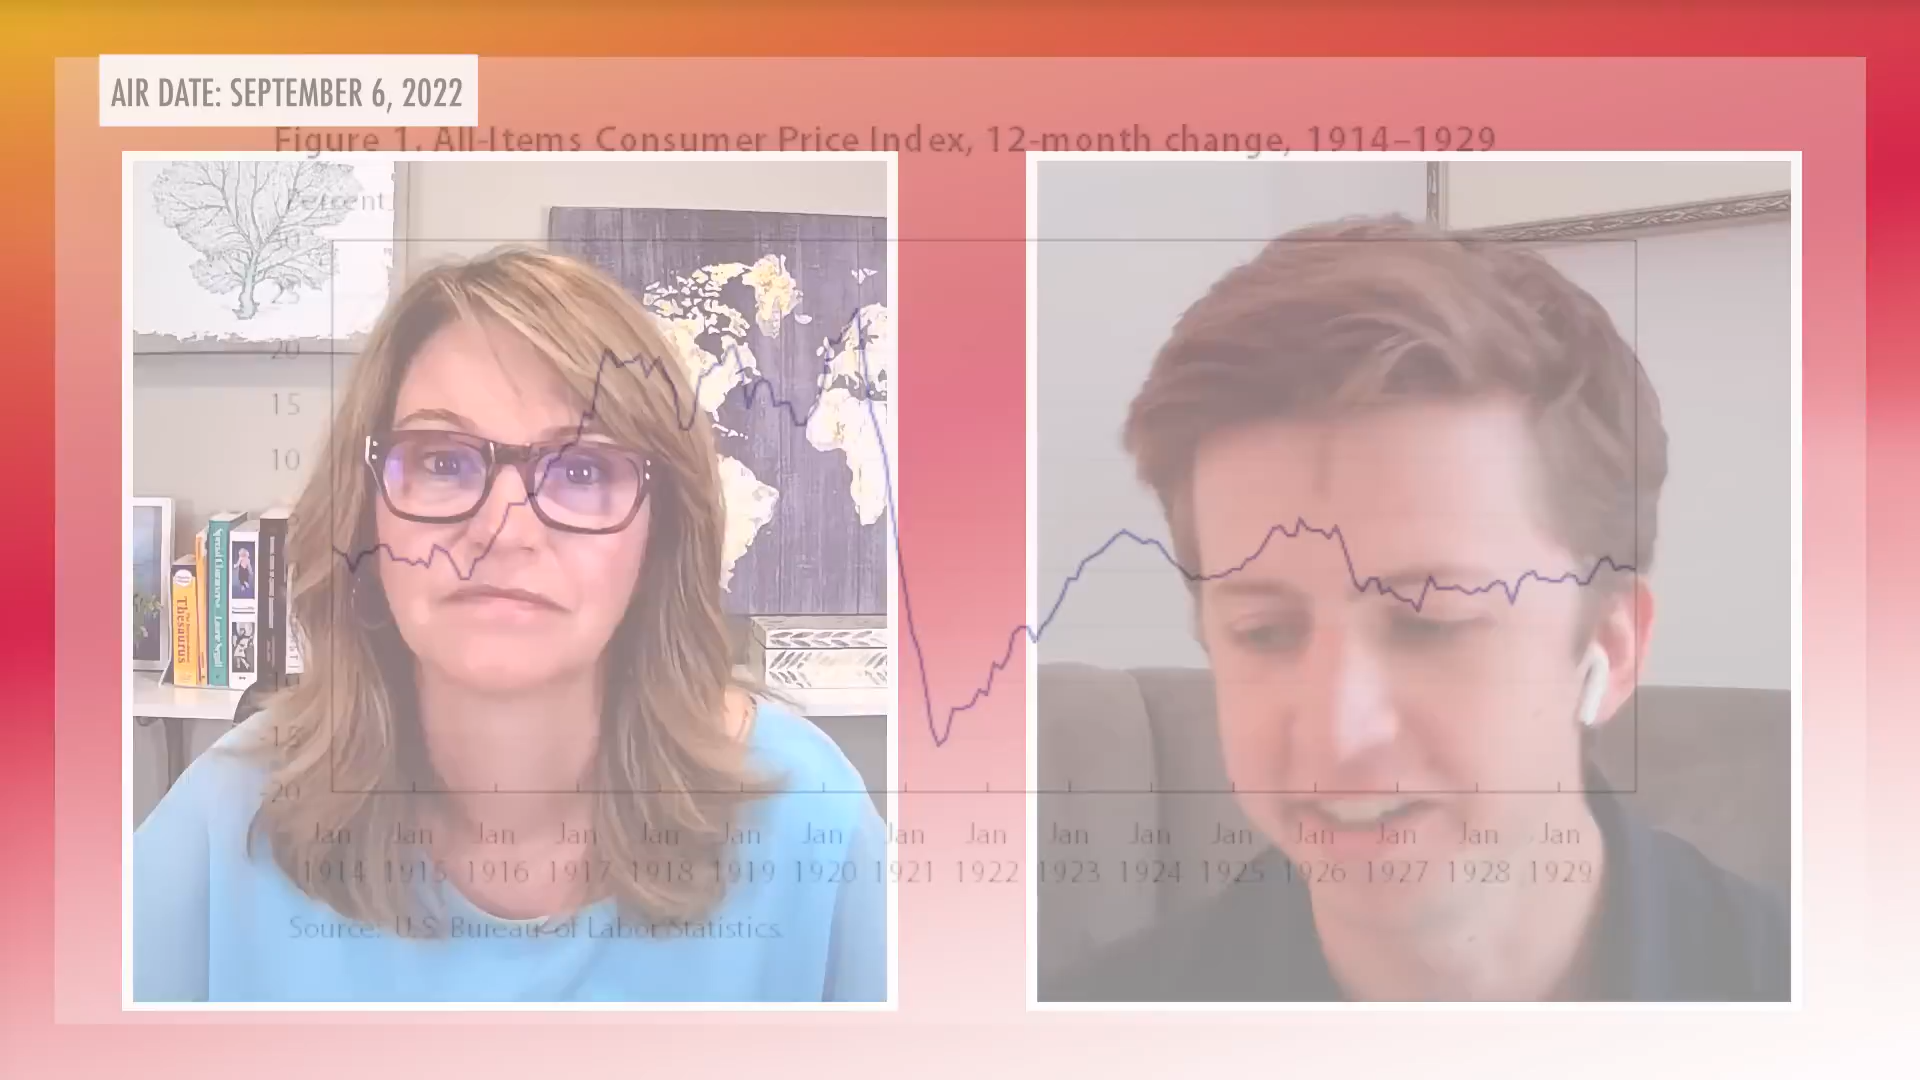 AIR DATE: SEPTEMBER 6, 2022
Figure 1. All-Items Consumer Price Index, 12-month change, 1914–1929
Percent
25
20
15
10
-15
-20
Jan Jan Jan Jan Jan Jan Jan Jan Jan Jan Jan Jan Jan Jan Jan Jan
1914 1915 1916 1917 1918 1919 1920 1921 1922 1923 1924 1925 1926 1927 1928 1929
Source: U.S. Bureau of Labor Statistics.
Thesaurus